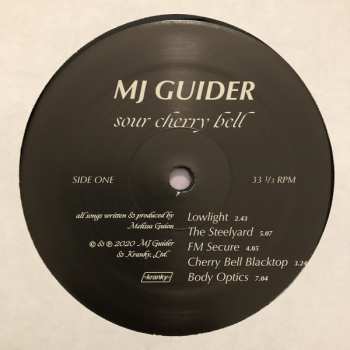 MJ GUIDER
sour cherry bell
SIDE ONE
33 1/3 RPM
all songs written & produced by
Melissa Guion
℗ & © 2020 MJ Guider
& Kranky, Ltd.
kranky
Lowlight 2.43
The Steelyard 5.07
FM Secure 4.05
Cherry Bell Blacktop 3.24
Body Optics 7.04